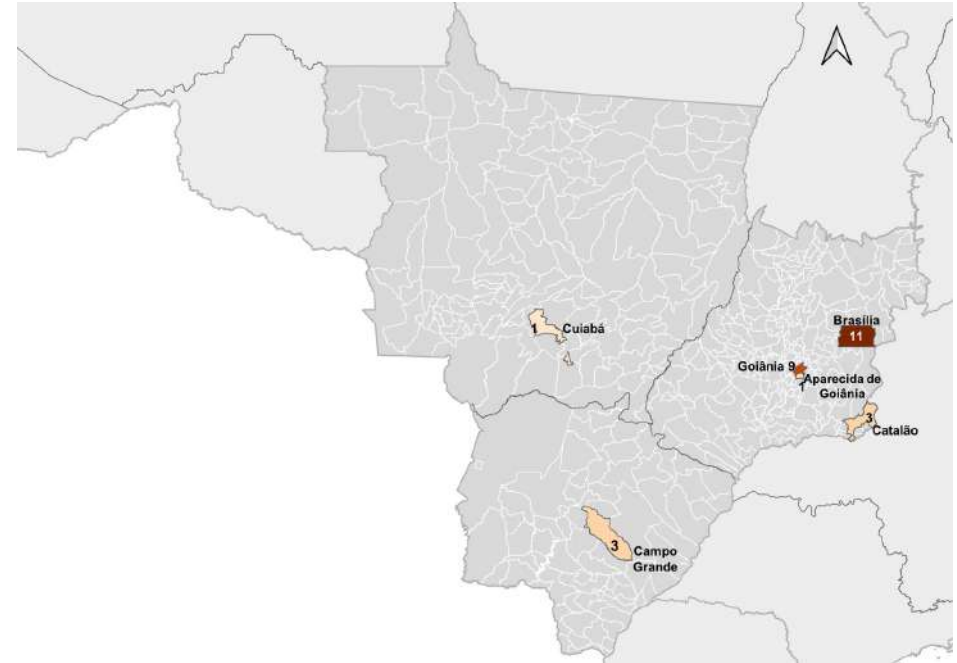 Brasília
11
1
Cuiabá
Goiânia 9
Aparecida de
1
Goiânia
3
Catalão
3
Campo
Grande